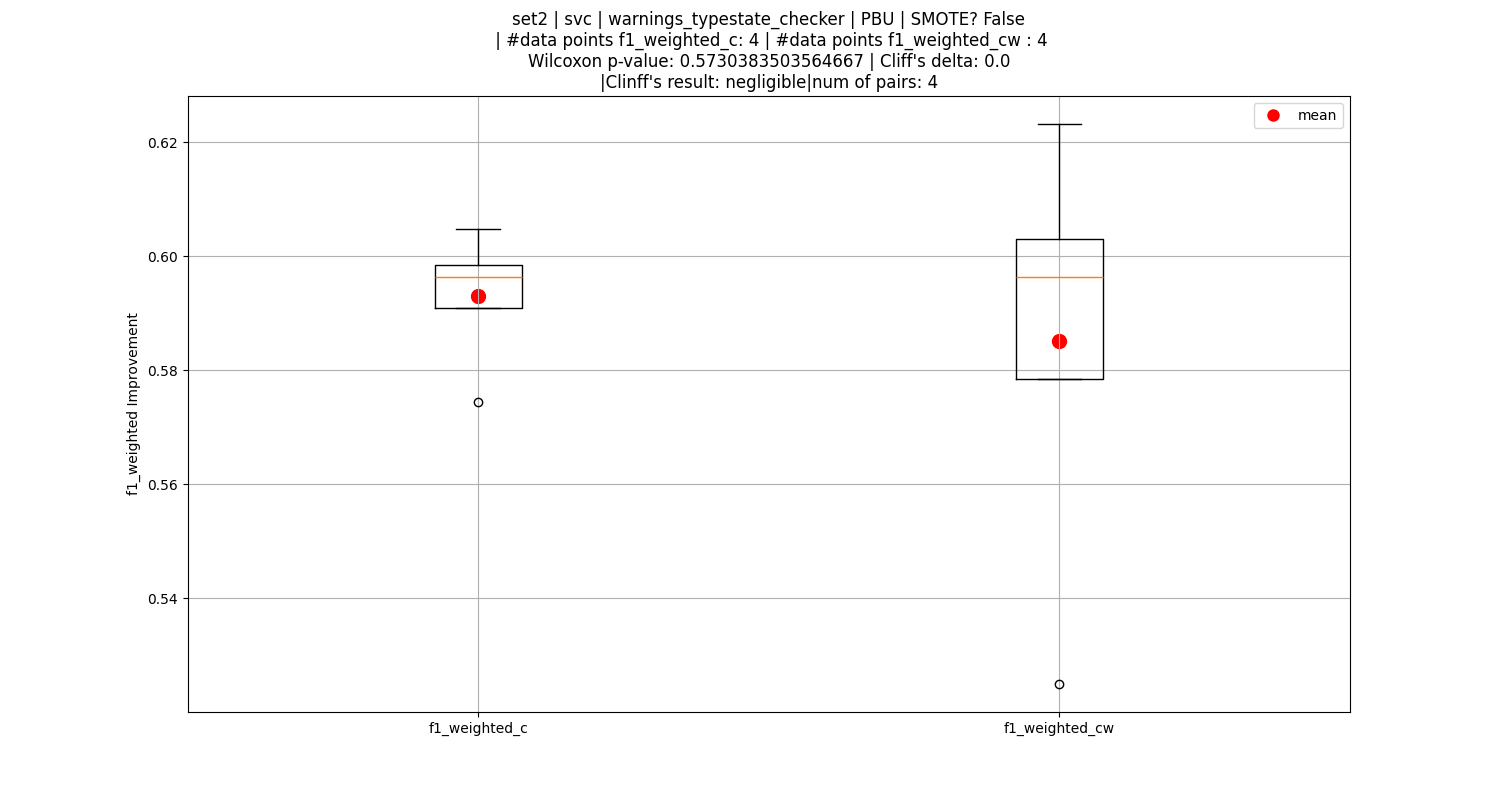 set2 | svc | warnings_typestate_checker | PBU | SMOTE? False
| #data points f1_weighted_c: 4 | #data points f1_weighted_cw : 4
Wilcoxon p-value: 0.5730383503564667 | Cliff's delta: 0.0
|Clinff's result: negligible|num of pairs: 4
mean
0.62
0.60
0.58
0.56
0.54
f1_weighted Improvement
f1_weighted_c
f1_weighted_cw